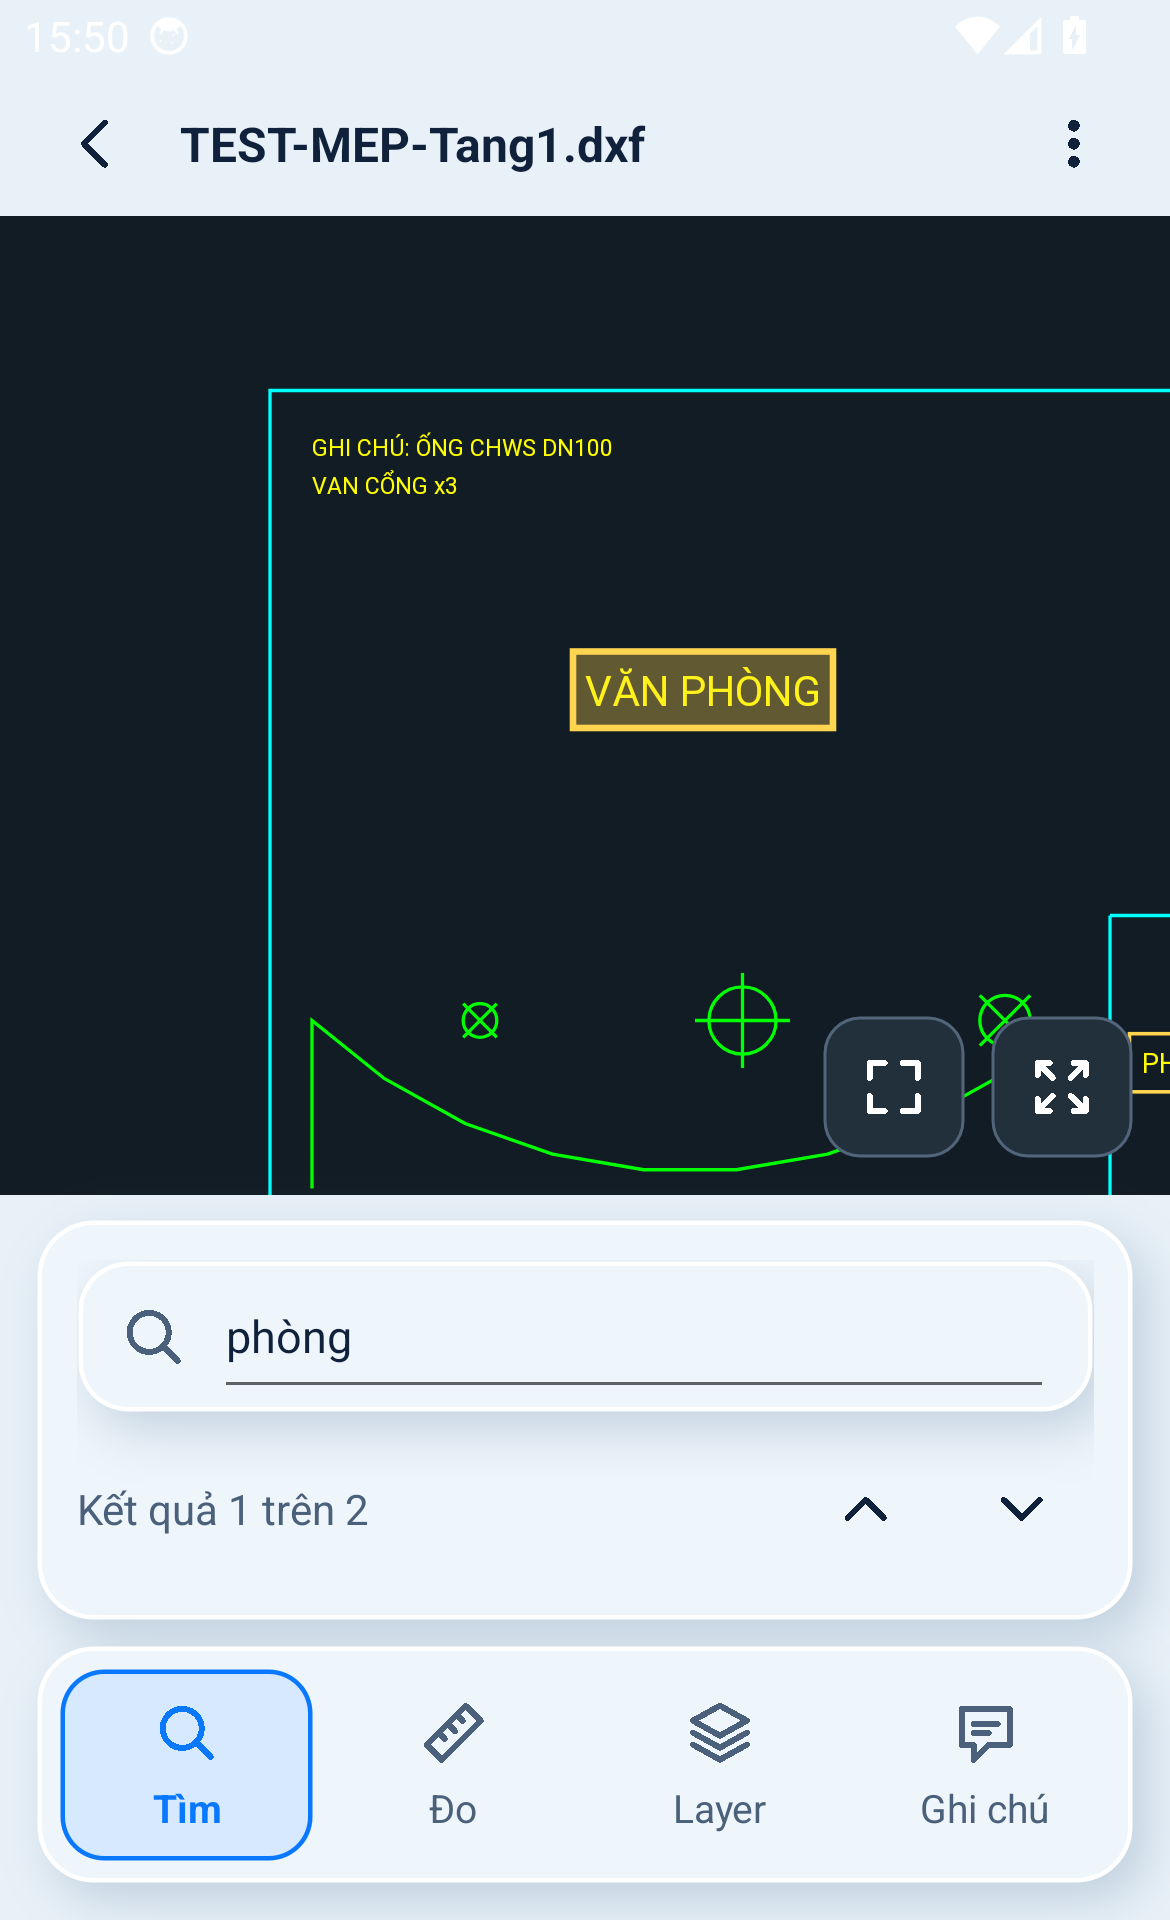 15:50
TEST-MEP-Tang1.dxf
GHI CHÚ: ỐNG CHWS DN100
VAN CỔNG x3
VĂN PHÒNG
PH
phòng
Kết quả 1 trên 2
Tìm
Đo
Layer
Ghi chú